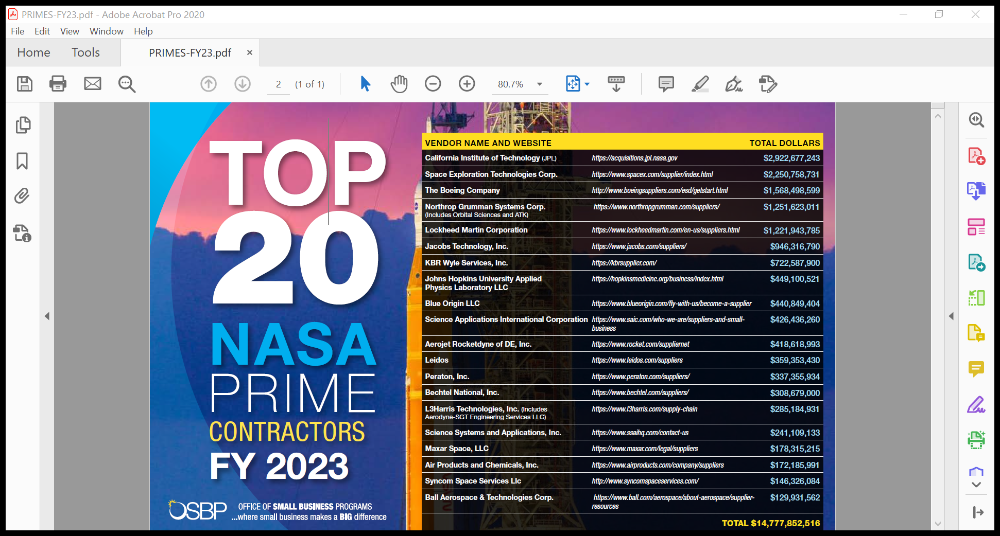 PRIMES-FY23.pdf - Adobe Acrobat Pro 2020
File Edit View Window Help
Home Tools PRIMES-FY23.pdf ×
2 (1 of 1) 80.7%
TOP
20
NASA
PRIME
CONTRACTORS
FY 2023
OSBP OFFICE OF SMALL BUSINESS PROGRAMS
...where small business makes a BIG difference
VENDOR NAME AND WEBSITE TOTAL DOLLARS
California Institute of Technology (JPL) https://acquisitions.jpl.nasa.gov $2,922,677,243
Space Exploration Technologies Corp. https://www.spacex.com/supplier/index.html $2,250,758,731
The Boeing Company http://www.boeingsuppliers.com/esd/getstart.html $1,568,498,599
Northrop Grumman Systems Corp. https://www.northropgrumman.com/suppliers/ $1,251,623,011
(Includes Orbital Sciences and ATK)
Lockheed Martin Corporation https://www.lockheedmartin.com/en-us/suppliers.html $1,221,943,785
Jacobs Technology, Inc. https://www.jacobs.com/suppliers/ $946,316,790
KBR Wyle Services, Inc. https://kbrsupplier.com/ $722,587,900
Johns Hopkins University Applied https://hopkinsmedicine.org/business/index.html $449,100,521
Physics Laboratory LLC
Blue Origin LLC https://www.blueorigin.com/fly-with-us/become-a-supplier $440,849,404
Science Applications International Corporation https://www.saic.com/who-we-are/suppliers-and-small- $426,436,260
business
Aerojet Rocketdyne of DE, Inc. https://www.rocket.com/suppliernet $418,618,993
Leidos https://www.leidos.com/suppliers $359,353,430
Peraton, Inc. https://www.peraton.com/suppliers/ $337,355,934
Bechtel National, Inc. https://www.bechtel.com/suppliers/ $308,679,000
L3Harris Technologies, Inc. (Includes https://www.l3harris.com/supply-chain $285,184,931
Aerodyne-SGT Engineering Services LLC)
Science Systems and Applications, Inc. https://www.ssaihq.com/contact-us $241,109,133
Maxar Space, LLC https://www.maxar.com/legal/suppliers $178,315,215
Air Products and Chemicals, Inc. https://www.airproducts.com/company/suppliers $172,185,991
Syncom Space Services Llc http://www.syncomspaceservices.com/ $146,326,084
Ball Aerospace & Technologies Corp. https://www.ball.com/aerospace/about-aerospace/supplier- $129,931,562
resources
TOTAL $14,777,852,516